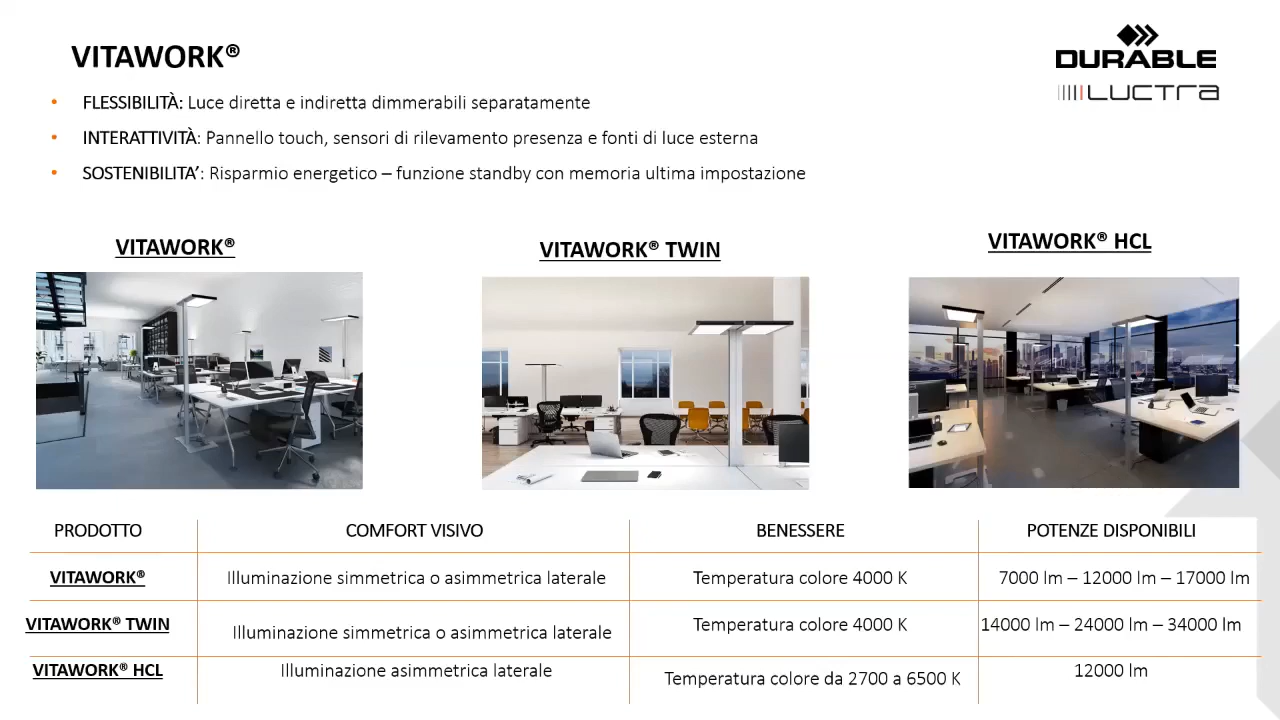 VITAWORK®
DURABLE
LUCTRA
• FLESSIBILITÀ: Luce diretta e indiretta dimmerabili separatamente
• INTERATTIVITÀ: Pannello touch, sensori di rilevamento presenza e fonti di luce esterna
• SOSTENIBILITA’: Risparmio energetico – funzione standby con memoria ultima impostazione
VITAWORK®
VITAWORK® TWIN
VITAWORK® HCL
PRODOTTO COMFORT VISIVO BENESSERE POTENZE DISPONIBILI
VITAWORK® Illuminazione simmetrica o asimmetrica laterale Temperatura colore 4000 K 7000 lm – 12000 lm – 17000 lm
VITAWORK® TWIN Illuminazione simmetrica o asimmetrica laterale Temperatura colore 4000 K 14000 lm – 24000 lm – 34000 lm
VITAWORK® HCL Illuminazione asimmetrica laterale Temperatura colore da 2700 a 6500 K 12000 lm